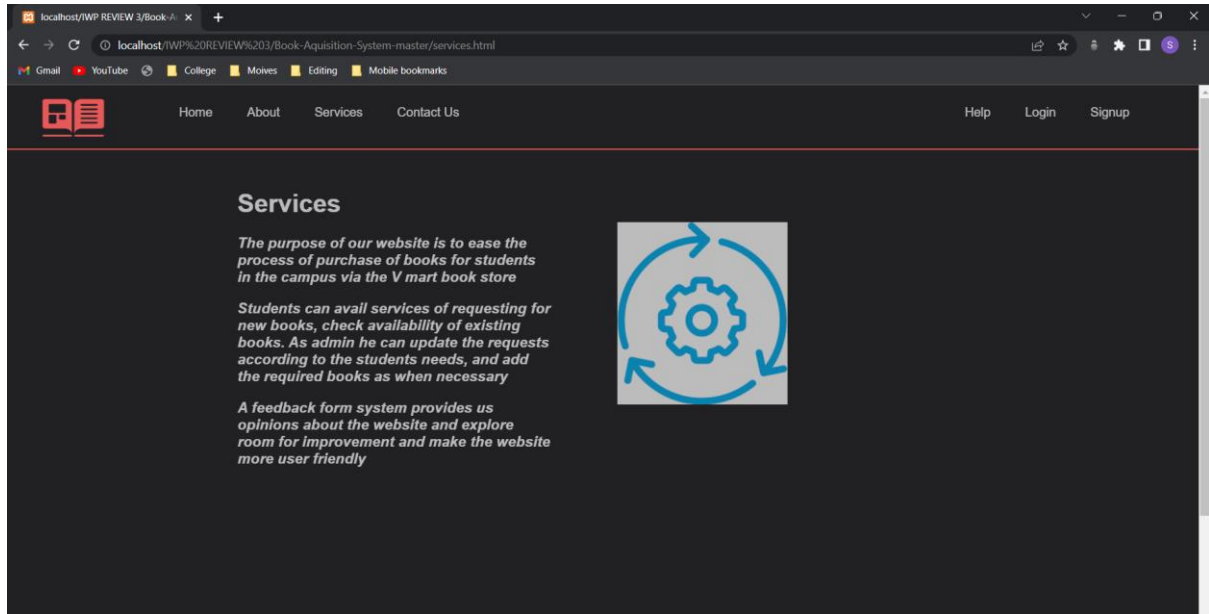 localhost/IWP REVIEW 3/Book-A
localhost/IWP%20REVIEW%203/Book-Aquisition-System-master/services.html
S
Gmail YouTube College Moives Editing Mobile bookmarks
Home About Services Contact Us Help Login Signup
Services
The purpose of our website is to ease the
process of purchase of books for students
in the campus via the V mart book store
Students can avail services of requesting for
new books, check availability of existing
books. As admin he can update the requests
according to the students needs, and add
the required books as when necessary
A feedback form system provides us
opinions about the website and explore
room for improvement and make the website
more user friendly